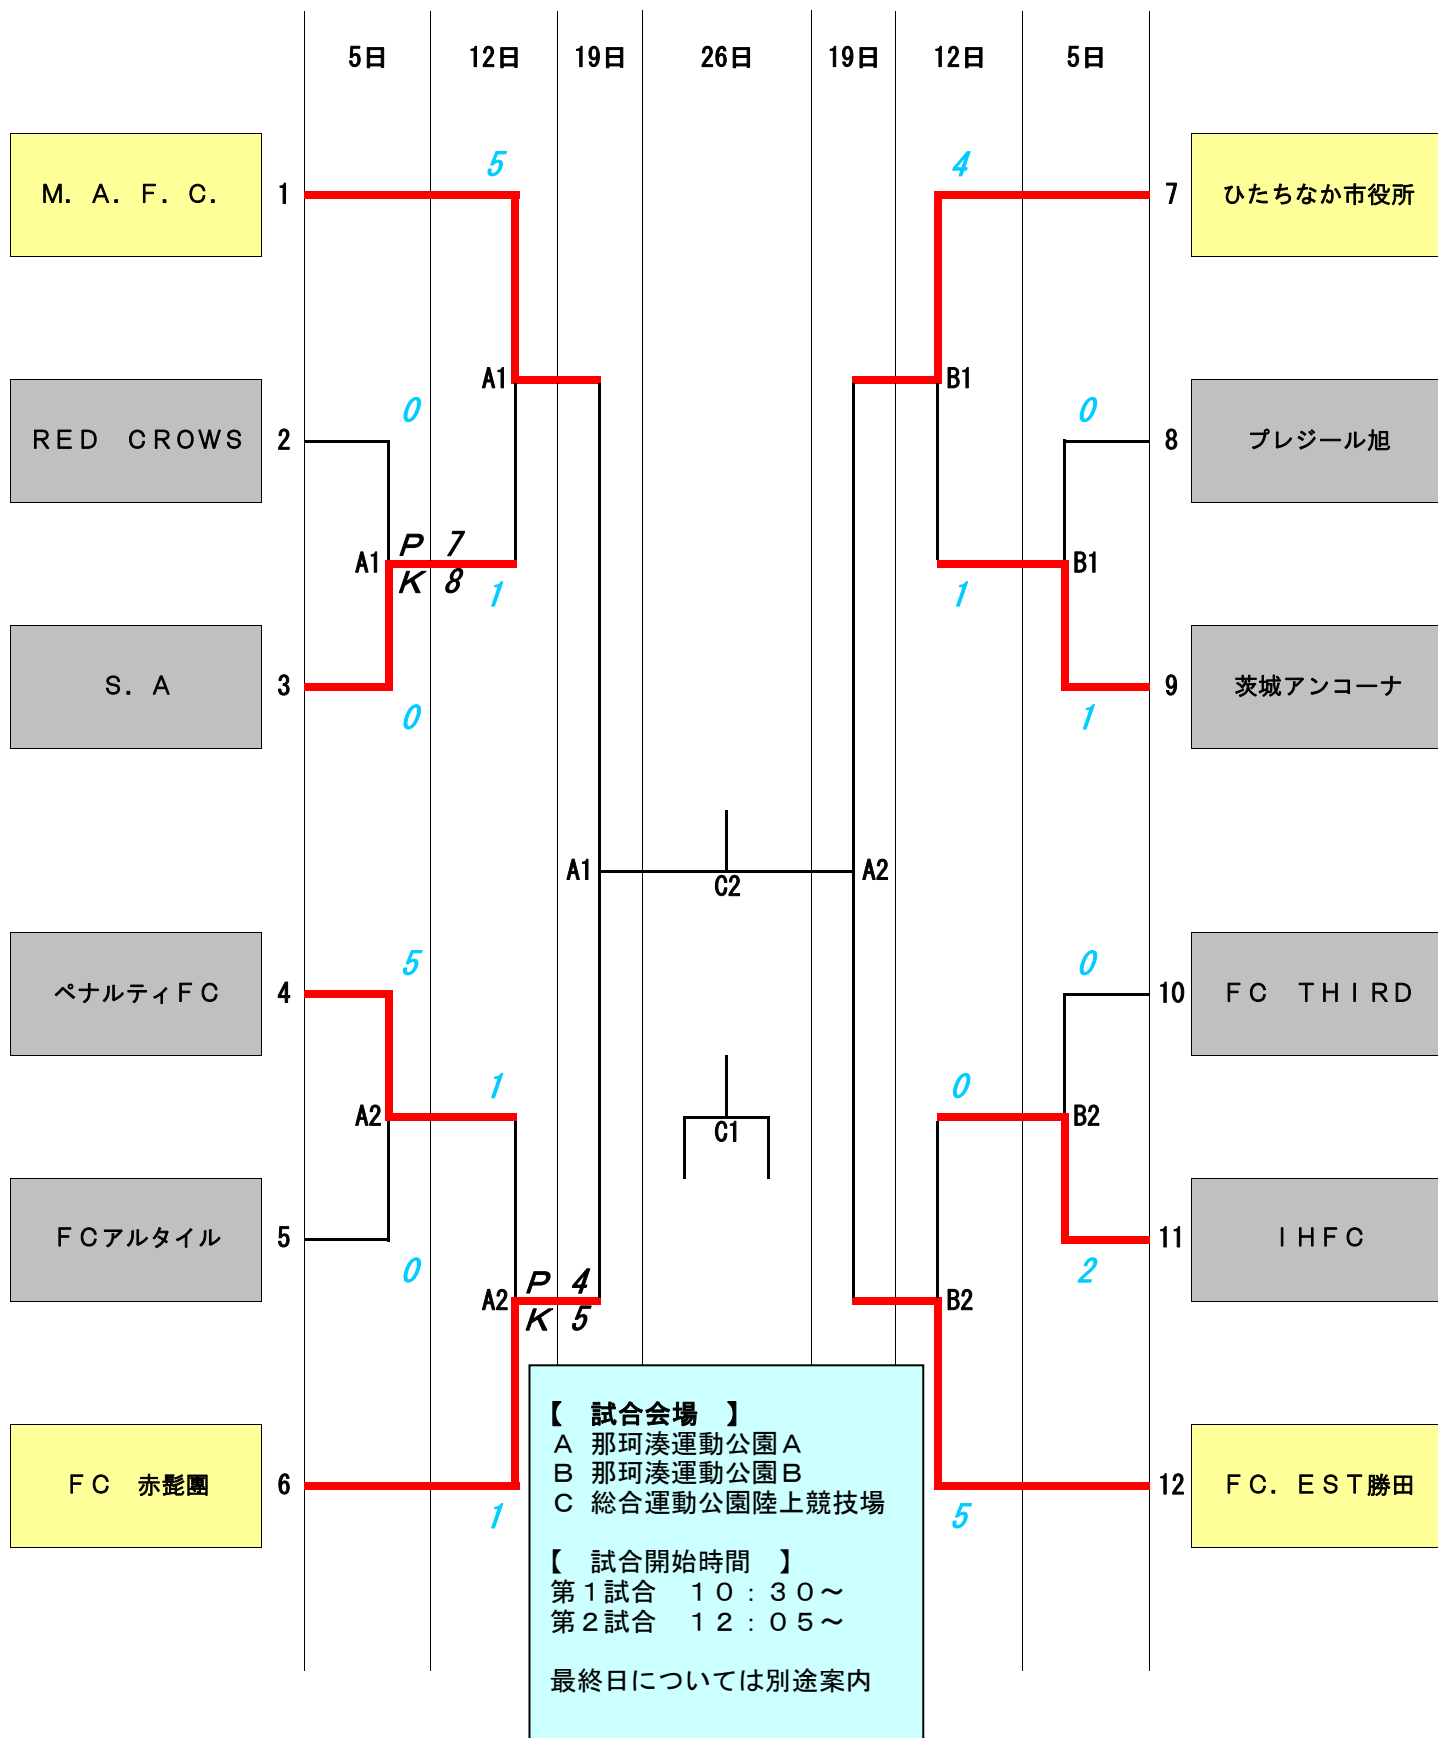 5日 12日 19日 26日 19日 12日 5日
5 4
Ｍ．Ａ．Ｆ．Ｃ． 1 7 ひたちなか市役所
A1 B1
0 0
ＲＥＤ　ＣＲＯＷＳ 2 8 プレジール旭
A1 P 7 B1
K 8 1 1
Ｓ．Ａ 3 9 茨城アンコーナ
0 1
A1 C2 A2
5 0
ペナルティＦＣ 4 10 ＦＣ　ＴＨＩＲＤ
1 0
A2 C1 B2
ＦＣアルタイル 5 11 ＩＨＦＣ
0 2
A2 P 4 B2
K 5
ＦＣ　赤髭團 6 12 ＦＣ．ＥＳＴ勝田
1 5
【　試合会場　】
Ａ 那珂湊運動公園Ａ
Ｂ 那珂湊運動公園Ｂ
Ｃ 総合運動公園陸上競技場
【　試合開始時間　】
第１試合　１０：３０～
第２試合　１２：０５～
最終日については別途案内